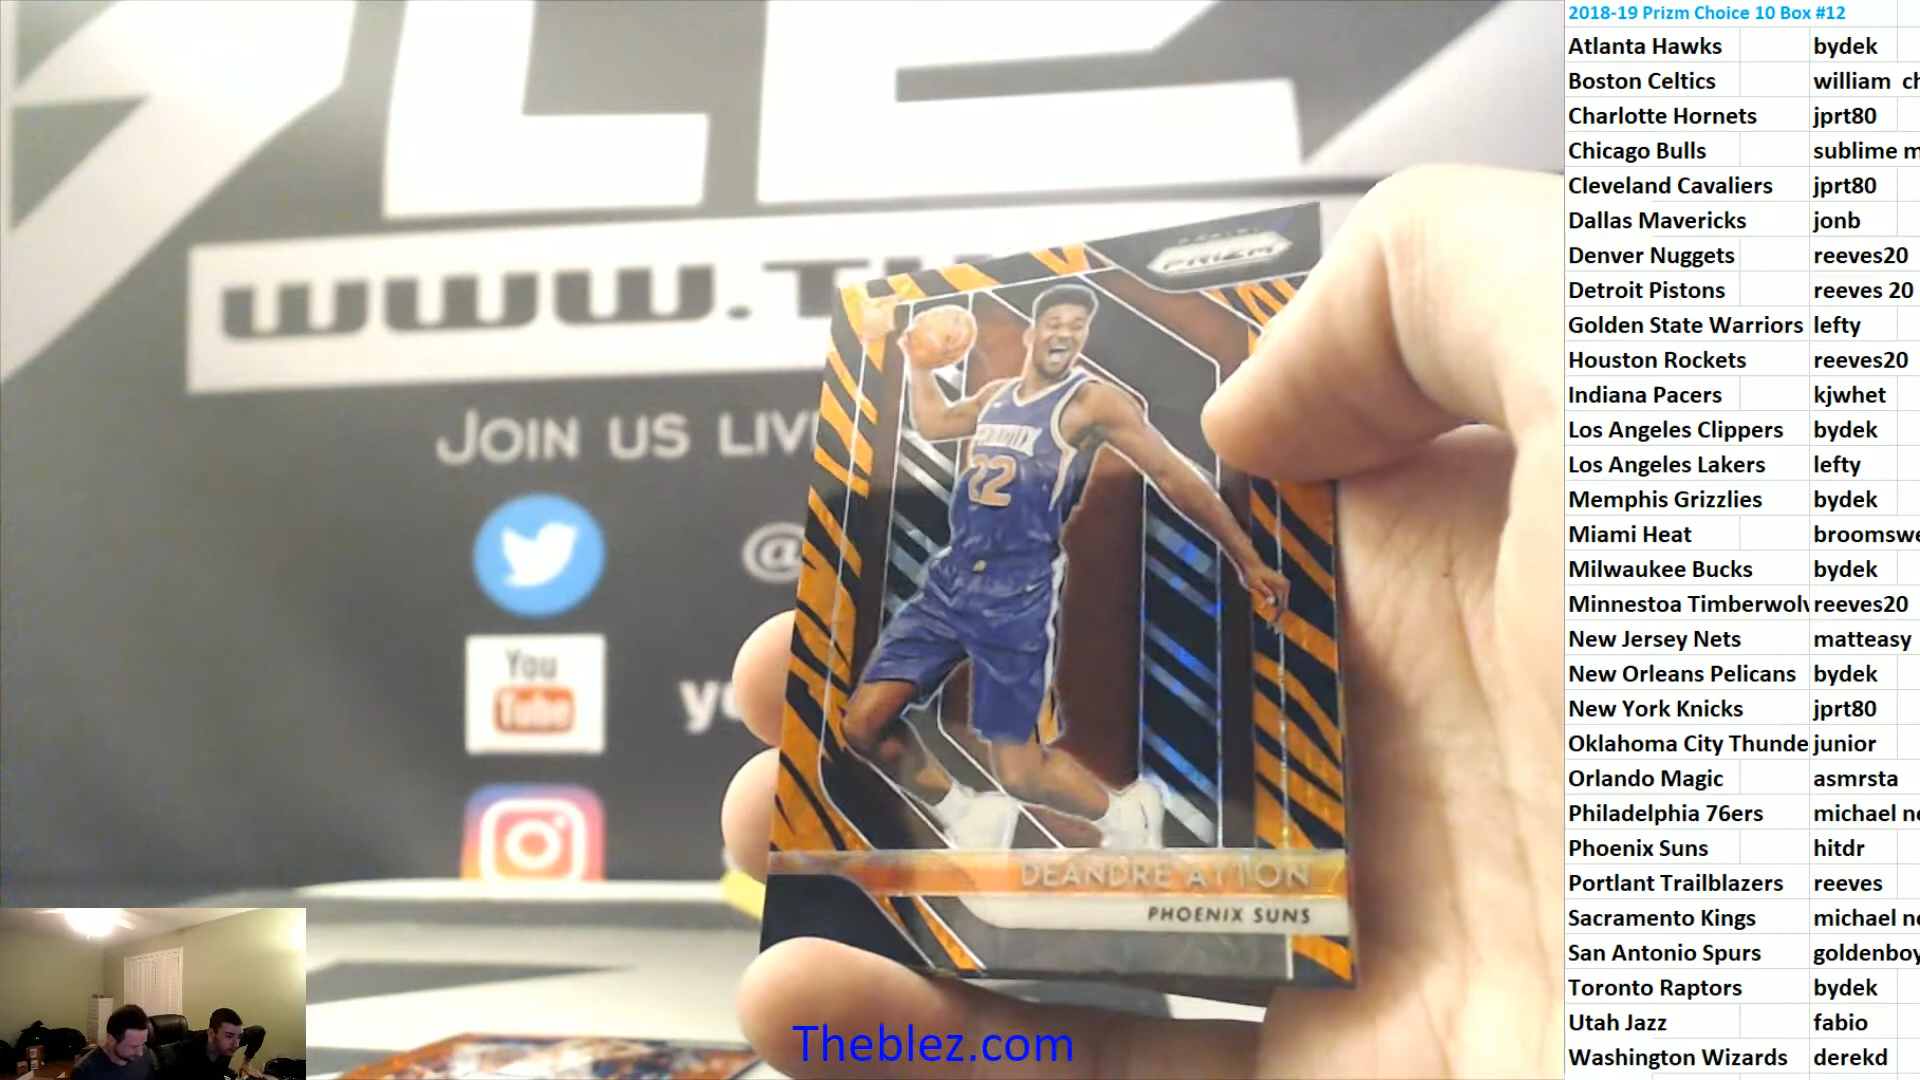 2018-19 Prizm Choice 10 Box #12
Atlanta Hawks bydek
Boston Celtics william ch
Charlotte Hornets jprt80
Chicago Bulls sublime m
Cleveland Cavaliers jprt80
Dallas Mavericks jonb
Denver Nuggets reeves20
Detroit Pistons reeves 20
Golden State Warriors lefty
Houston Rockets reeves20
Indiana Pacers kjwhet
Los Angeles Clippers bydek
Los Angeles Lakers lefty
Memphis Grizzlies bydek
Miami Heat broomswe
Milwaukee Bucks bydek
Minnestoa Timberwolv reeves20
New Jersey Nets matteasy
New Orleans Pelicans bydek
New York Knicks jprt80
Oklahoma City Thunde junior
Orlando Magic asmrsta
Philadelphia 76ers michael ne
Phoenix Suns hitdr
Portlant Trailblazers reeves
Sacramento Kings michael ne
San Antonio Spurs goldenboy
Toronto Raptors bydek
Utah Jazz fabio
Washington Wizards derekd
www.T
JOIN US LIV
@
You
Tube
yo
PANINI
PRIZM
22
DEANDRE AYTON
PHOENIX SUNS
Theblez.com